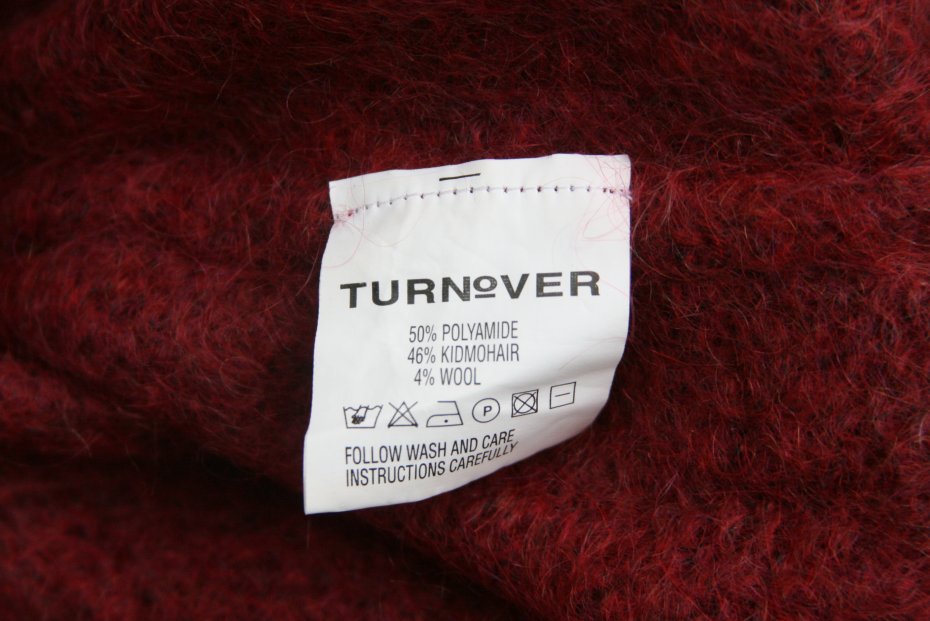 TURNOVER
50% POLYAMIDE
46% KIDMOHAIR
4% WOOL
P
FOLLOW WASH AND CARE
INSTRUCTIONS CAREFULLY